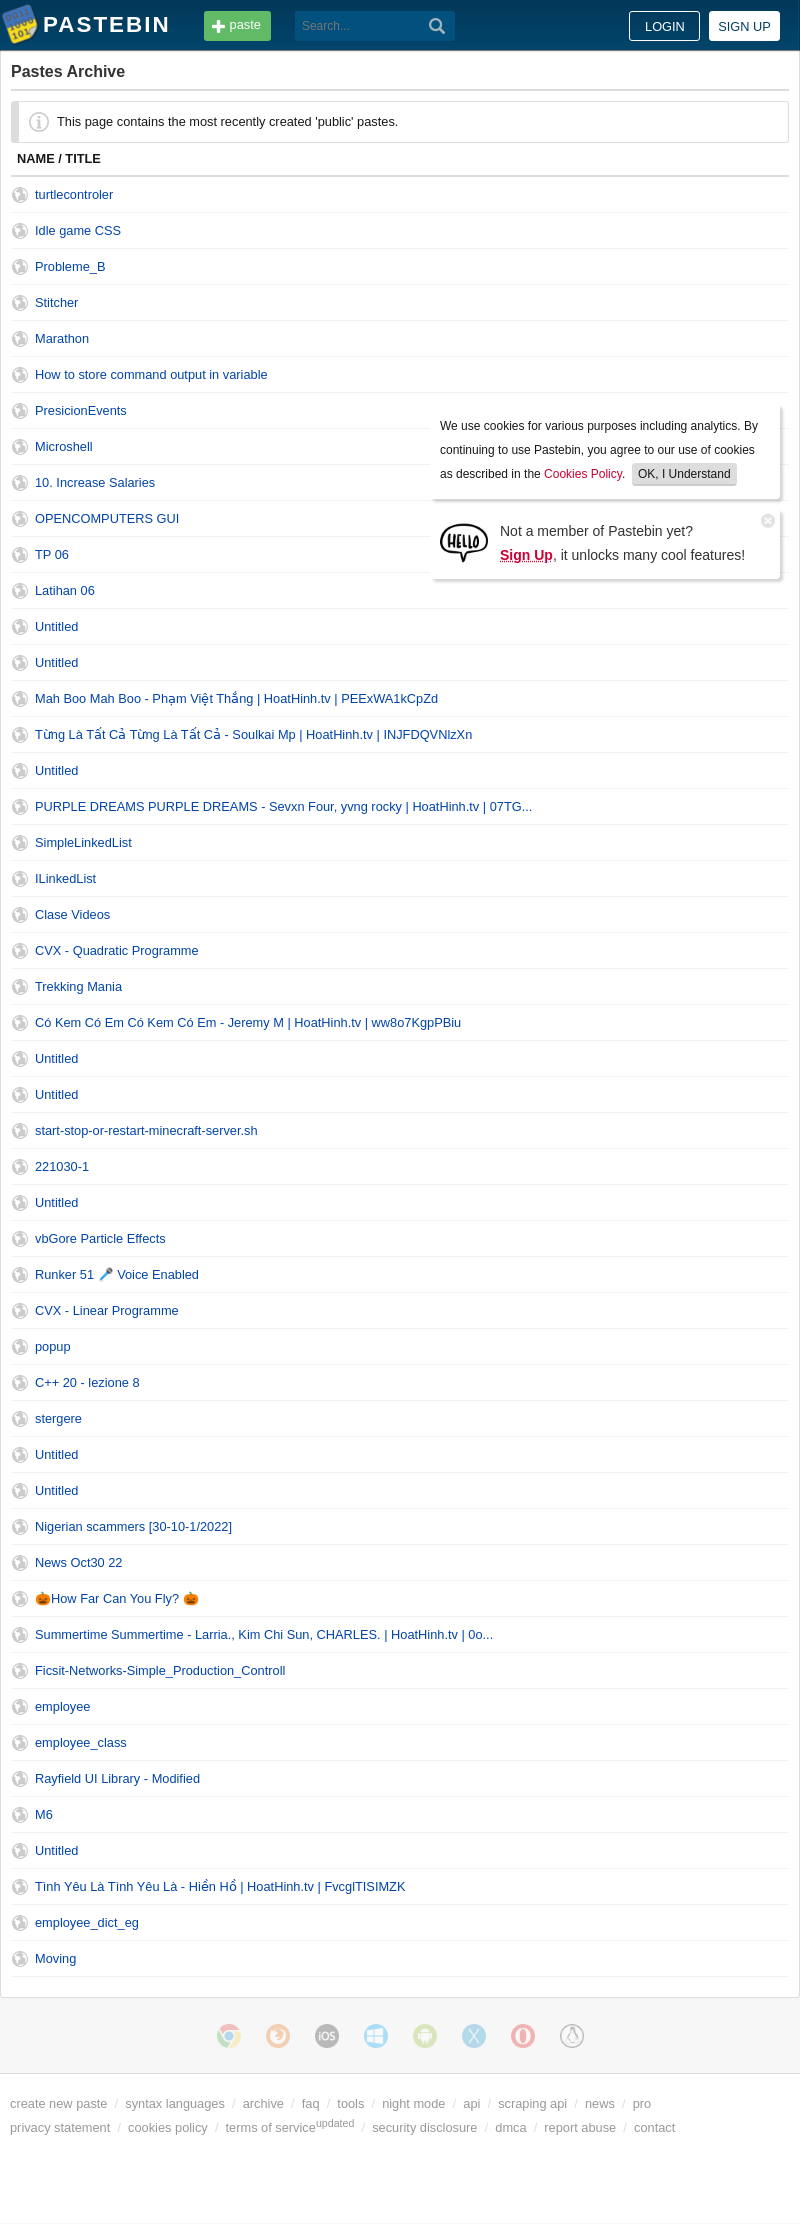 PASTEBIN
paste
Search...
LOGIN
SIGN UP
Pastes Archive
This page contains the most recently created 'public' pastes.
NAME / TITLE
turtlecontroler
Idle game CSS
Probleme_B
Stitcher
Marathon
How to store command output in variable
PresicionEvents
Microshell
10. Increase Salaries
OPENCOMPUTERS GUI
TP 06
Latihan 06
We use cookies for various purposes including analytics. By
continuing to use Pastebin, you agree to our use of cookies
as described in the Cookies Policy. OK, I Understand
HELLO
Not a member of Pastebin yet?
Sign Up, it unlocks many cool features!
Untitled
Untitled
Mah Boo Mah Boo - Phạm Việt Thắng | HoatHinh.tv | PEExWA1kCpZd
Từng Là Tất Cả Từng Là Tất Cả - Soulkai Mp | HoatHinh.tv | INJFDQVNlzXn
Untitled
PURPLE DREAMS PURPLE DREAMS - Sevxn Four, yvng rocky | HoatHinh.tv | 07TG...
SimpleLinkedList
ILinkedList
Clase Videos
CVX - Quadratic Programme
Trekking Mania
Có Kem Có Em Có Kem Có Em - Jeremy M | HoatHinh.tv | ww8o7KgpPBiu
Untitled
Untitled
start-stop-or-restart-minecraft-server.sh
221030-1
Untitled
vbGore Particle Effects
Runker 51 🎤 Voice Enabled
CVX - Linear Programme
popup
C++ 20 - lezione 8
stergere
Untitled
Untitled
Nigerian scammers [30-10-1/2022]
News Oct30 22
🎃How Far Can You Fly? 🎃
Summertime Summertime - Larria., Kim Chi Sun, CHARLES. | HoatHinh.tv | 0o...
Ficsit-Networks-Simple_Production_Controll
employee
employee_class
Rayfield UI Library - Modified
M6
Untitled
Tình Yêu Là Tình Yêu Là - Hiền Hồ | HoatHinh.tv | FvcglTISIMZK
employee_dict_eg
Moving
iOS
create new paste / syntax languages / archive / faq / tools / night mode / api / scraping api / news / pro
privacy statement / cookies policy / terms of serviceupdated / security disclosure / dmca / report abuse / contact